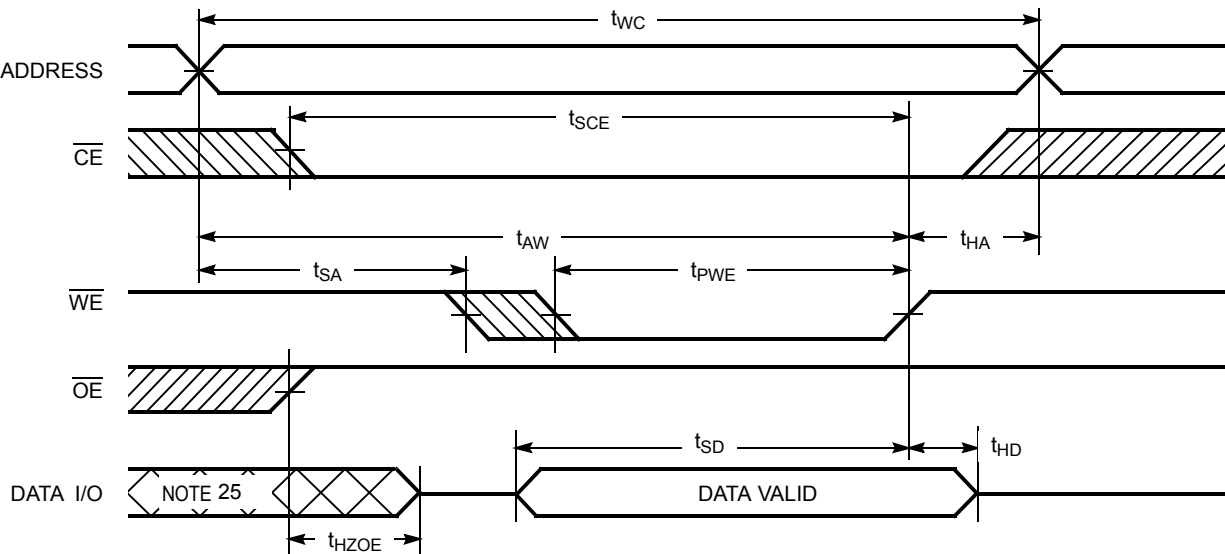 tWC
ADDRESS
tSCE
CE
tAW
tHA
tSA
tPWE
WE
OE
tSD
tHD
DATA I/O
NOTE 25
DATA VALID
tHZOE